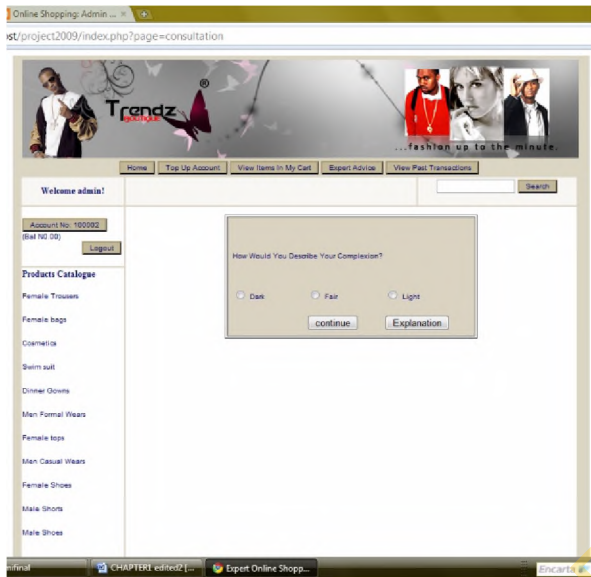 Online Shopping: Admin ...
ost/project2009/index.php?page=consultation
Trendz
BOUTIQUE
...fashion up to the minute.
Home Top Up Account View Items In My Cart Expert Advice View Past Transactions
Welcome admin!
Search
Account No: 100002
(Bal N0.00)
Logout
Products Catalogue
Female Trousers
Female bags
Cosmetics
Swim suit
Dinner Gowns
Men Formal Wears
Female tops
Men Casual Wears
Female Shoes
Male Shorts
Male Shoes
How Would You Describe Your Complexion?
Dark Fair Light
continue Explanation
mifinal CHAPTER1 edited2 [... Expert Online Shopp... Encarta